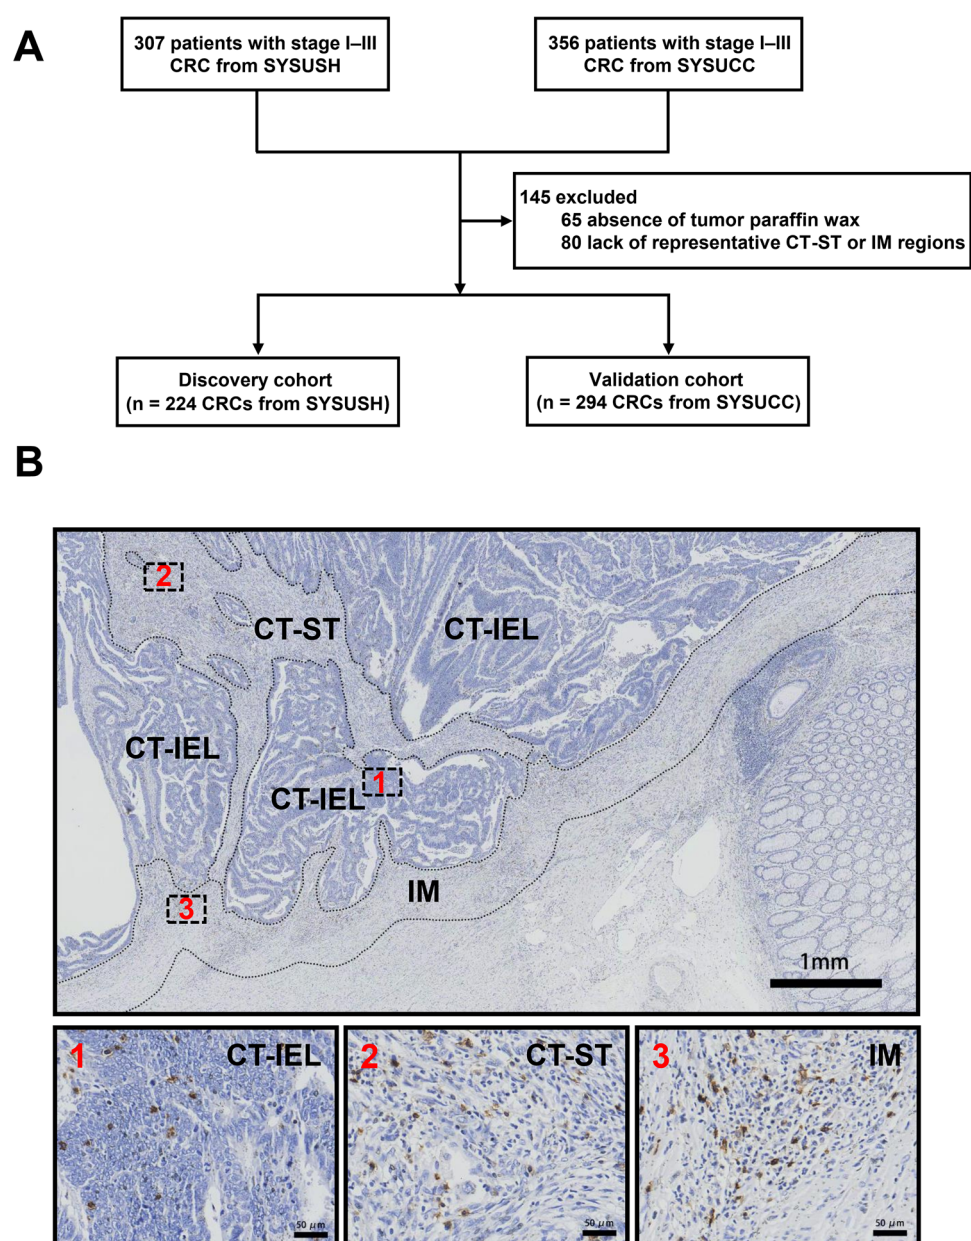 A
307 patients with stage I–III
CRC from SYSUSH
356 patients with stage I–III
CRC from SYSUCC
145 excluded
65 absence of tumor paraffin wax
80 lack of representative CT-ST or IM regions
Discovery cohort
(n = 224 CRCs from SYSUSH)
Validation cohort
(n = 294 CRCs from SYSUCC)
B
2
CT-ST
CT-IEL
CT-IEL
CT-IEL
1
3
IM
1mm
1
CT-IEL
50 μm
2
CT-ST
50 μm
3
IM
50 μm